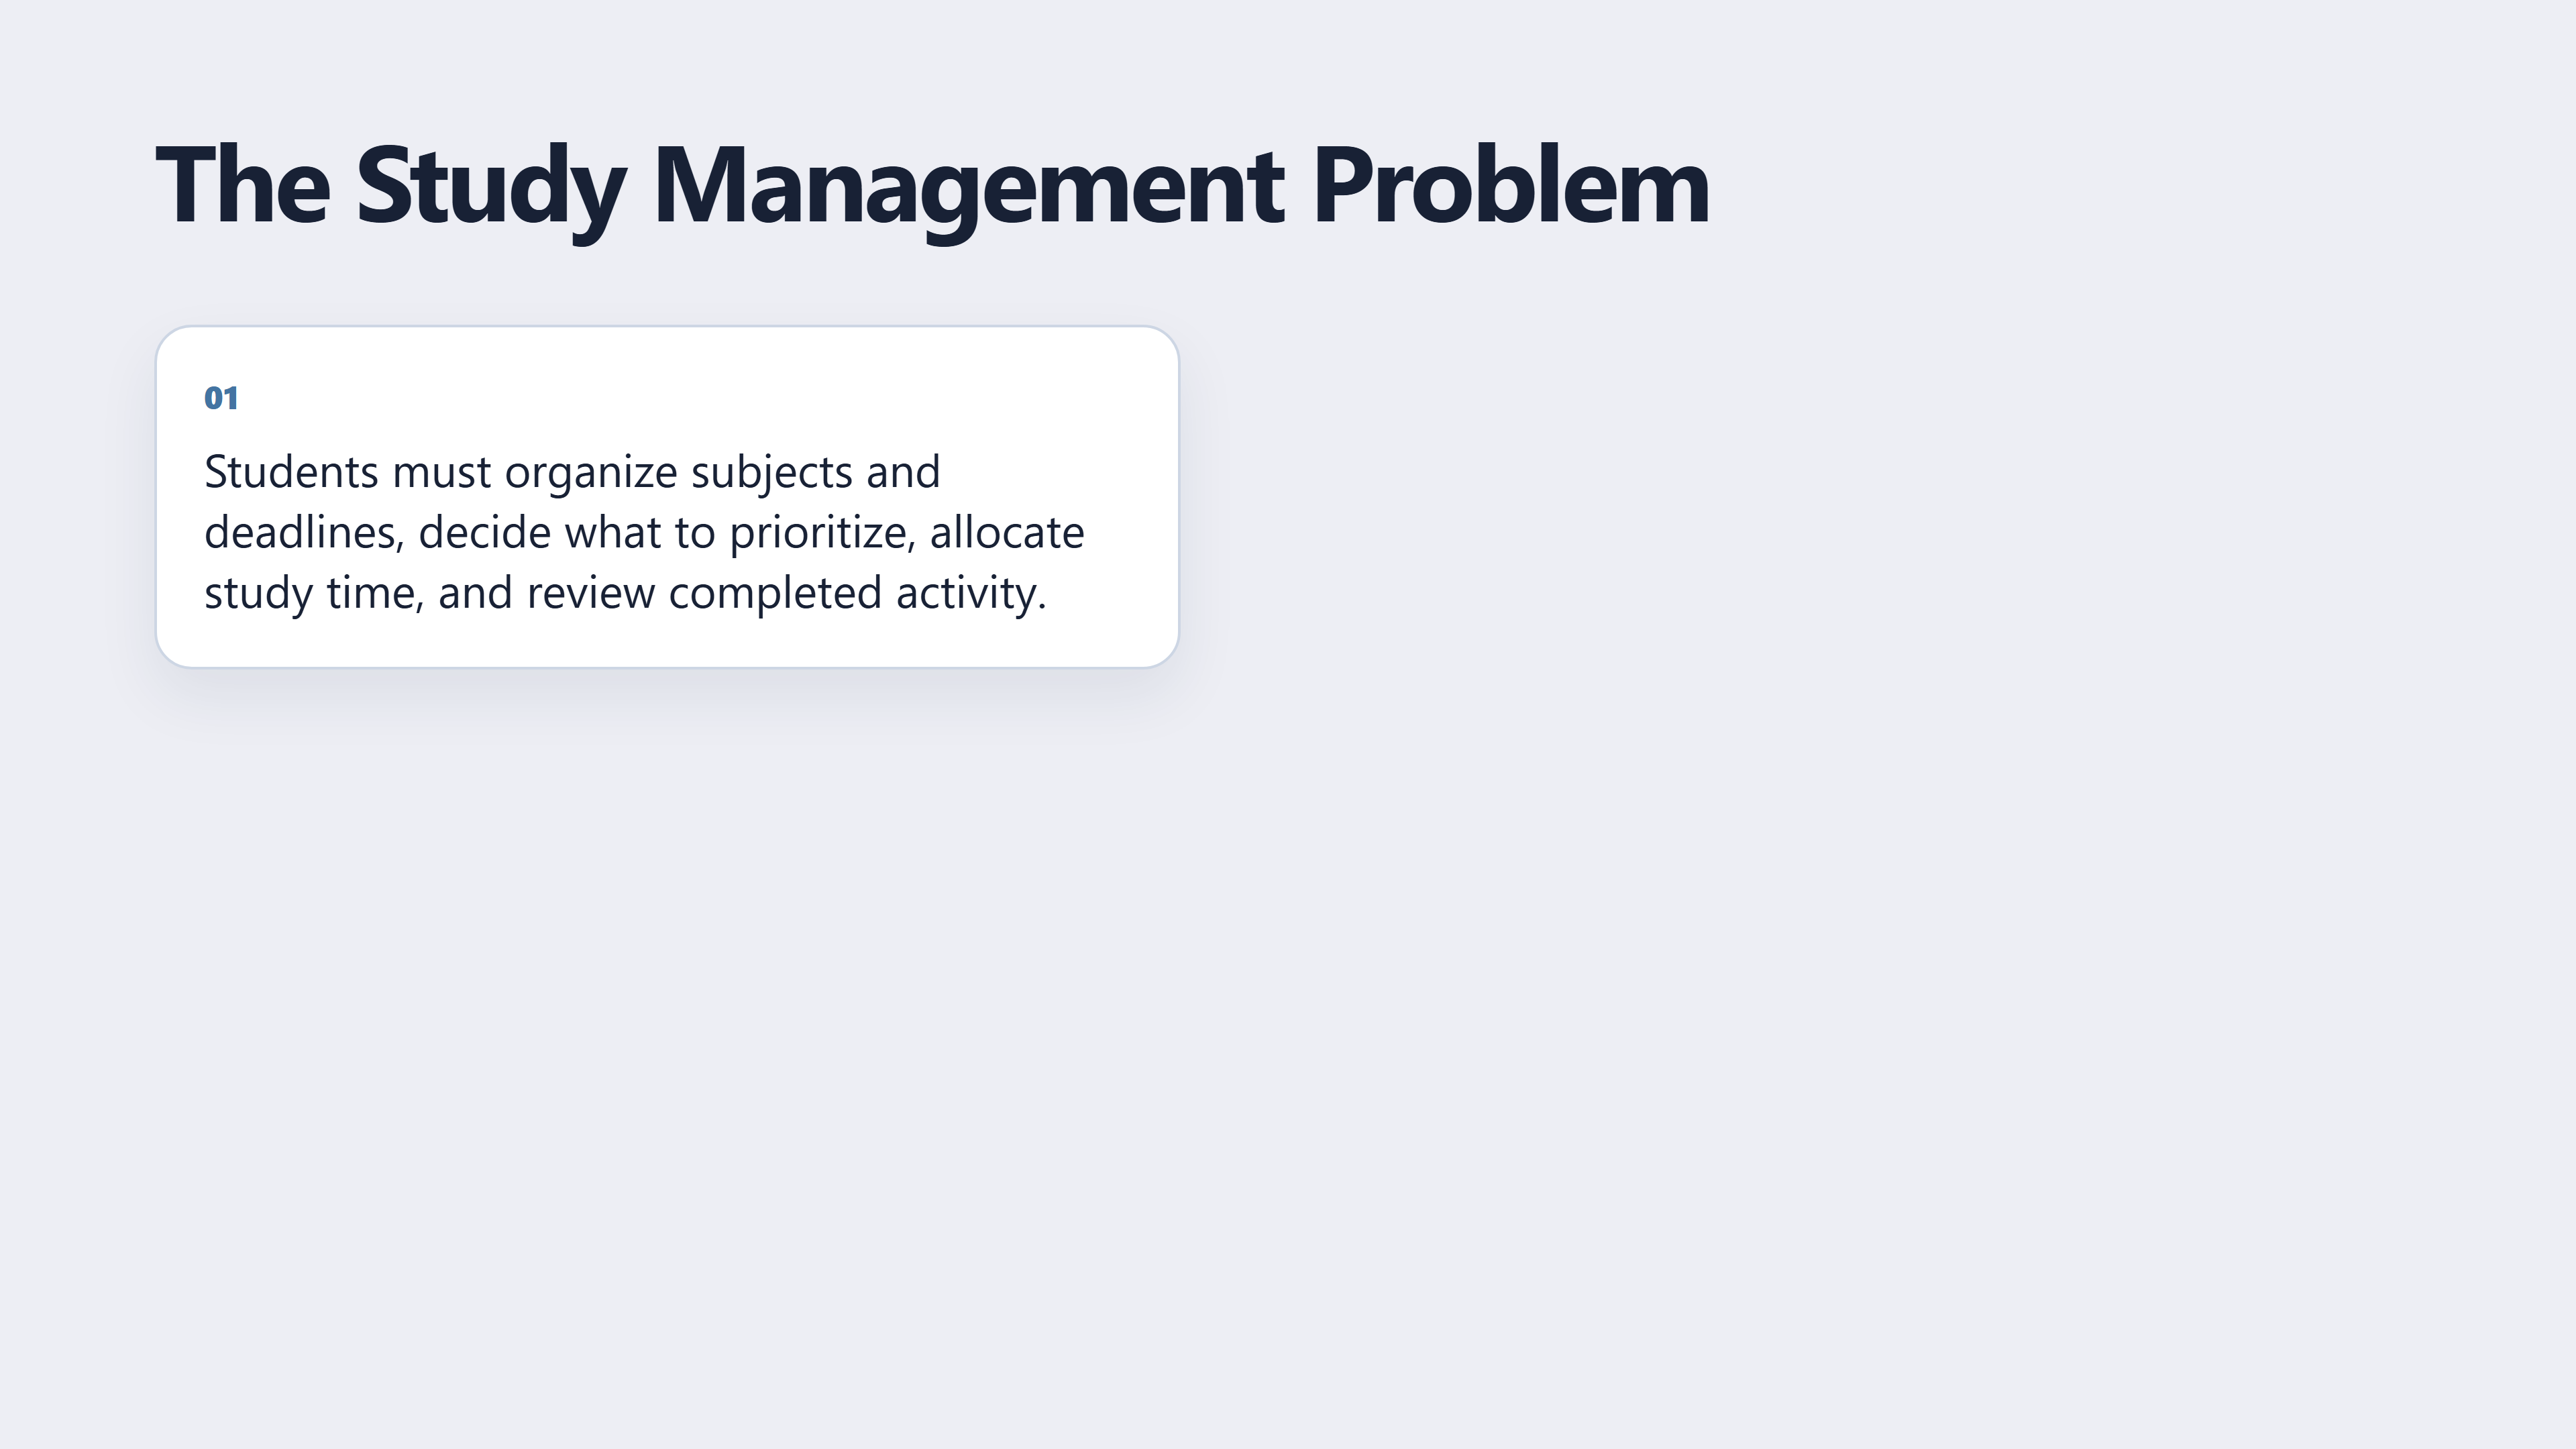 The Study Management Problem
01
Students must organize subjects and
deadlines, decide what to prioritize, allocate
study time, and review completed activity.